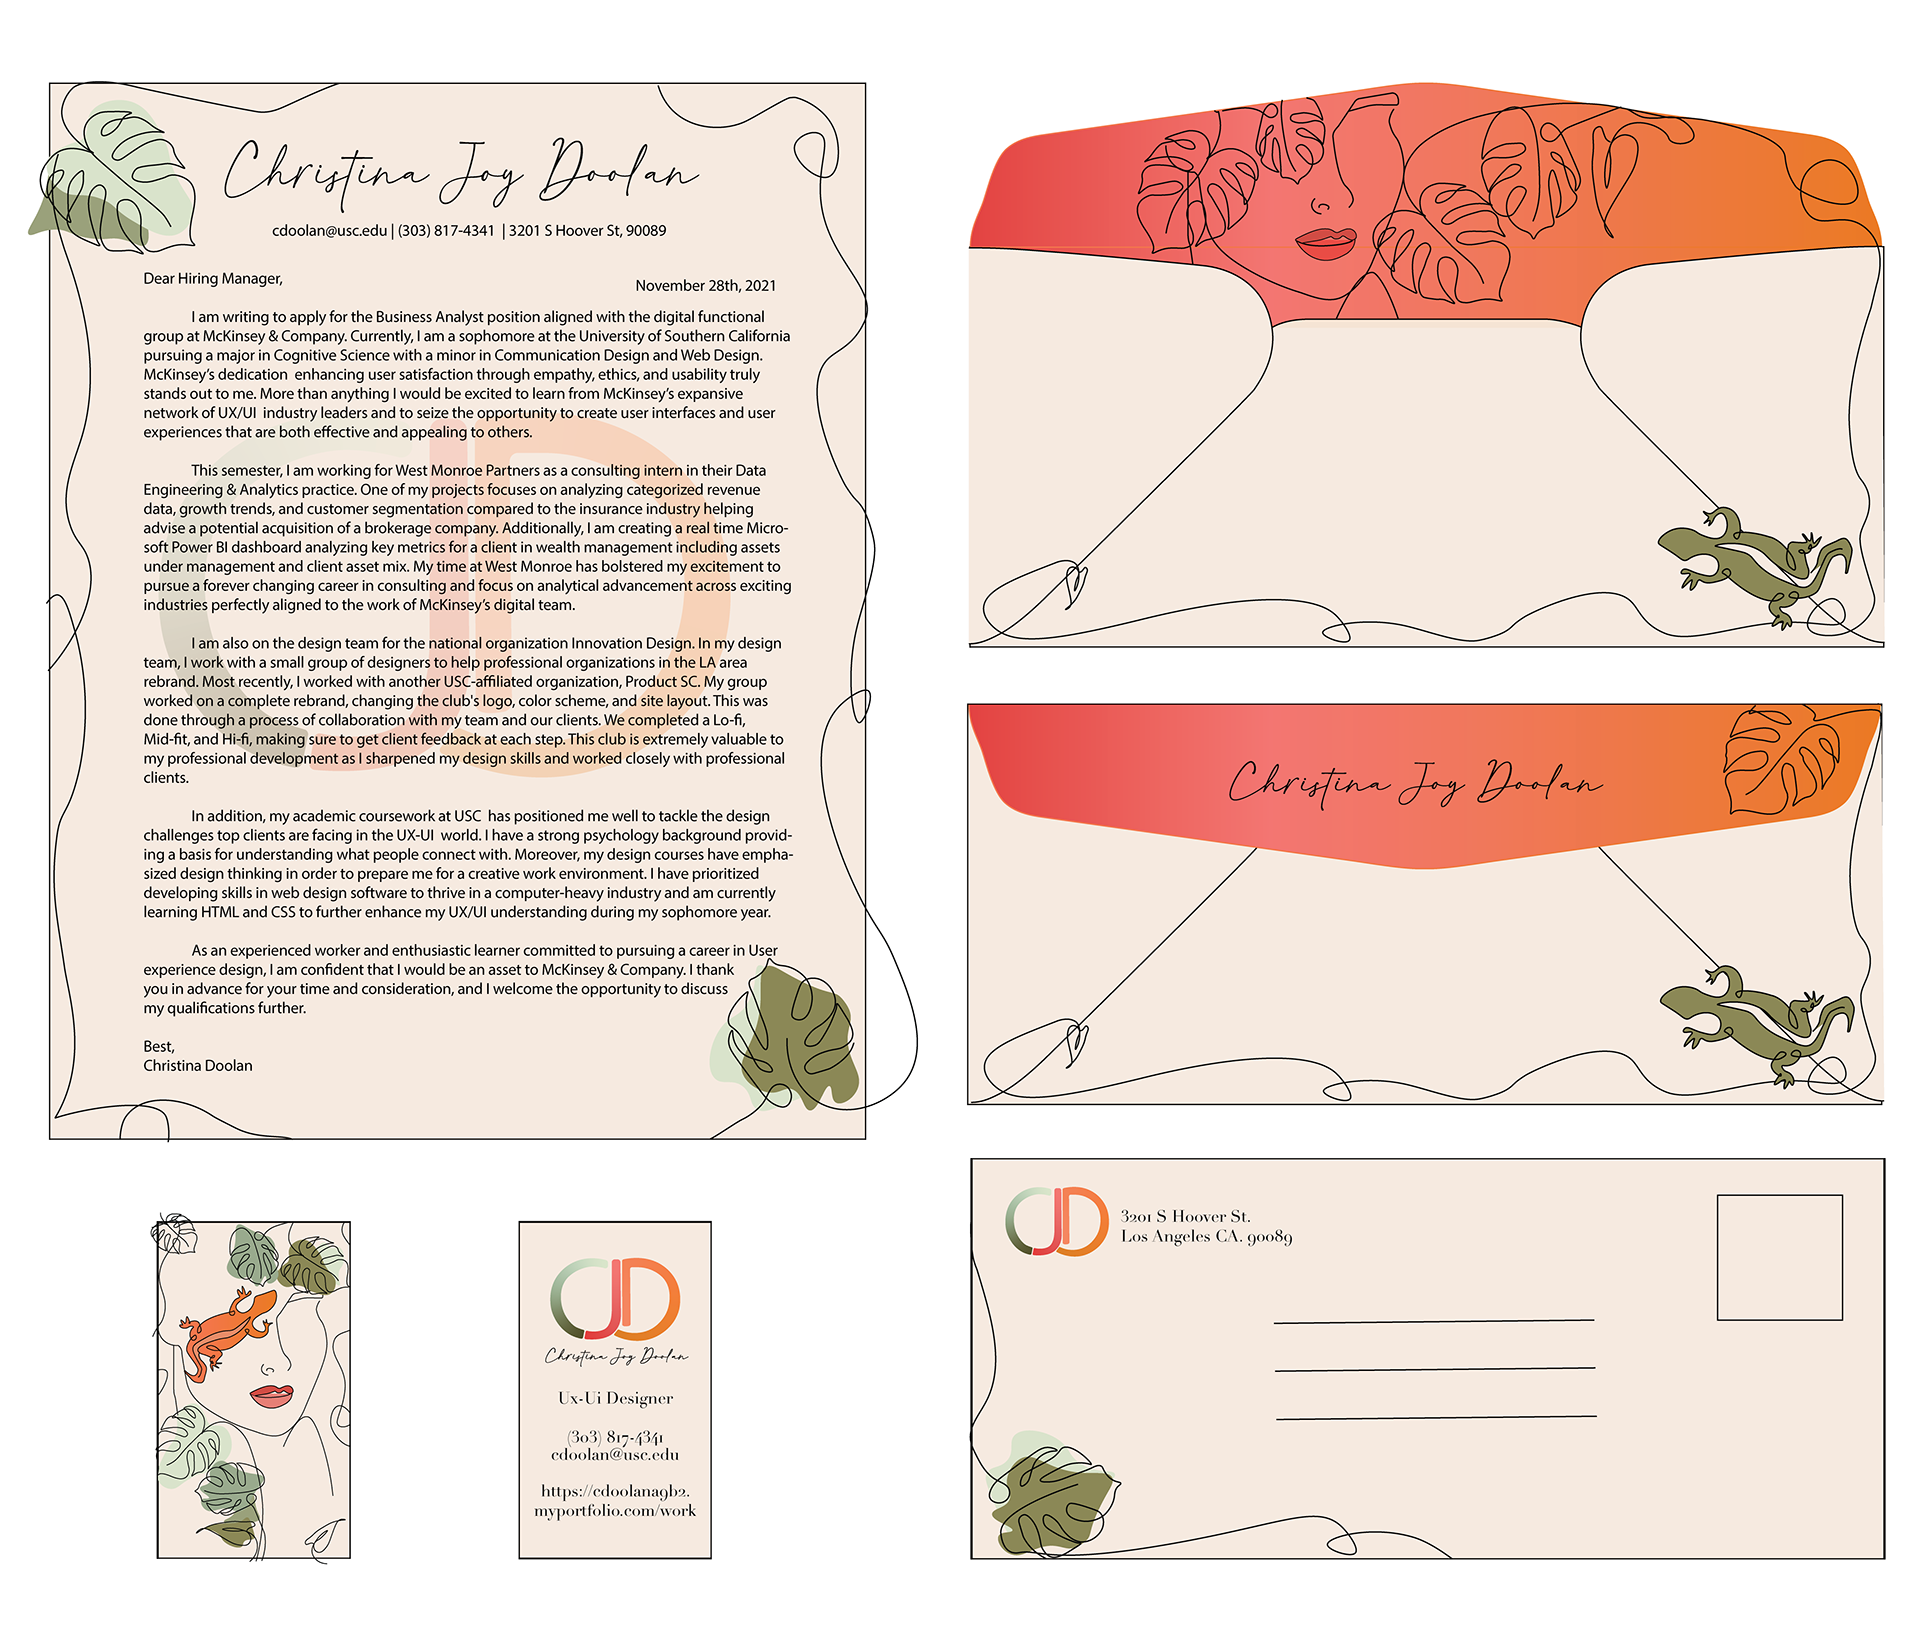 Christina Joy Doolan
cdoolan@usc.edu | (303) 817-4341 | 3201 S Hoover St, 90089
Dear Hiring Manager,
November 28th, 2021
I am writing to apply for the Business Analyst position aligned with the digital functional
group at McKinsey & Company. Currently, I am a sophomore at the University of Southern California
pursuing a major in Cognitive Science with a minor in Communication Design and Web Design.
McKinsey’s dedication enhancing user satisfaction through empathy, ethics, and usability truly
stands out to me. More than anything I would be excited to learn from McKinsey’s expansive
network of UX/UI industry leaders and to seize the opportunity to create user interfaces and user
experiences that are both effective and appealing to others.
This semester, I am working for West Monroe Partners as a consulting intern in their Data
Engineering & Analytics practice. One of my projects focuses on analyzing categorized revenue
data, growth trends, and customer segmentation compared to the insurance industry helping
advise a potential acquisition of a brokerage company. Additionally, I am creating a real time Micro-
soft Power BI dashboard analyzing key metrics for a client in wealth management including assets
under management and client asset mix. My time at West Monroe has bolstered my excitement to
pursue a forever changing career in consulting and focus on analytical advancement across exciting
industries perfectly aligned to the work of McKinsey’s digital team.
I am also on the design team for the national organization Innovation Design. In my design
team, I work with a small group of designers to help professional organizations in the LA area
rebrand. Most recently, I worked with another USC-affiliated organization, Product SC. My group
worked on a complete rebrand, changing the club's logo, color scheme, and site layout. This was
done through a process of collaboration with my team and our clients. We completed a Lo-fi,
Mid-fit, and Hi-fi, making sure to get client feedback at each step. This club is extremely valuable to
my professional development as I sharpened my design skills and worked closely with professional
clients.
In addition, my academic coursework at USC has positioned me well to tackle the design
challenges top clients are facing in the UX-UI world. I have a strong psychology background provid-
ing a basis for understanding what people connect with. Moreover, my design courses have empha-
sized design thinking in order to prepare me for a creative work environment. I have prioritized
developing skills in web design software to thrive in a computer-heavy industry and am currently
learning HTML and CSS to further enhance my UX/UI understanding during my sophomore year.
As an experienced worker and enthusiastic learner committed to pursuing a career in User
experience design, I am confident that I would be an asset to McKinsey & Company. I thank
you in advance for your time and consideration, and I welcome the opportunity to discuss
my qualifications further.
Best,
Christina Doolan
Christina Joy Doolan
CJD
3201 S Hoover St.
Los Angeles CA. 90089
CJD
Christina Joy Doolan
Ux-Ui Designer
(303) 817-4341
cdoolan@usc.edu
https://cdoolana9b2.
myportfolio.com/work